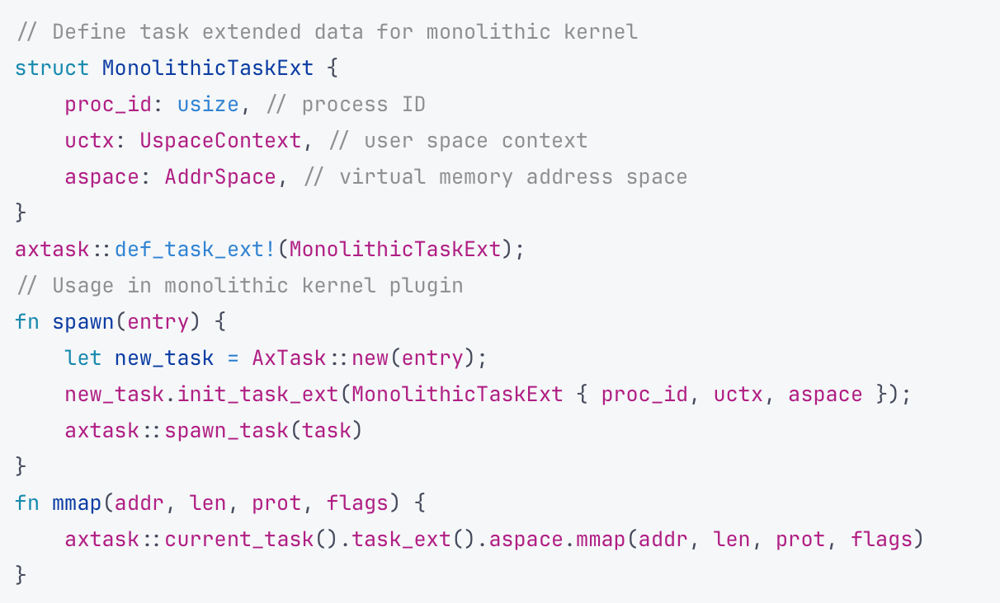 // Define task extended data for monolithic kernel
struct MonolithicTaskExt {
    proc_id: usize, // process ID
    uctx: UspaceContext, // user space context
    aspace: AddrSpace, // virtual memory address space
}
axtask::def_task_ext!(MonolithicTaskExt);
// Usage in monolithic kernel plugin
fn spawn(entry) {
    let new_task = AxTask::new(entry);
    new_task.init_task_ext(MonolithicTaskExt { proc_id, uctx, aspace });
    axtask::spawn_task(task)
}
fn mmap(addr, len, prot, flags) {
    axtask::current_task().task_ext().aspace.mmap(addr, len, prot, flags)
}